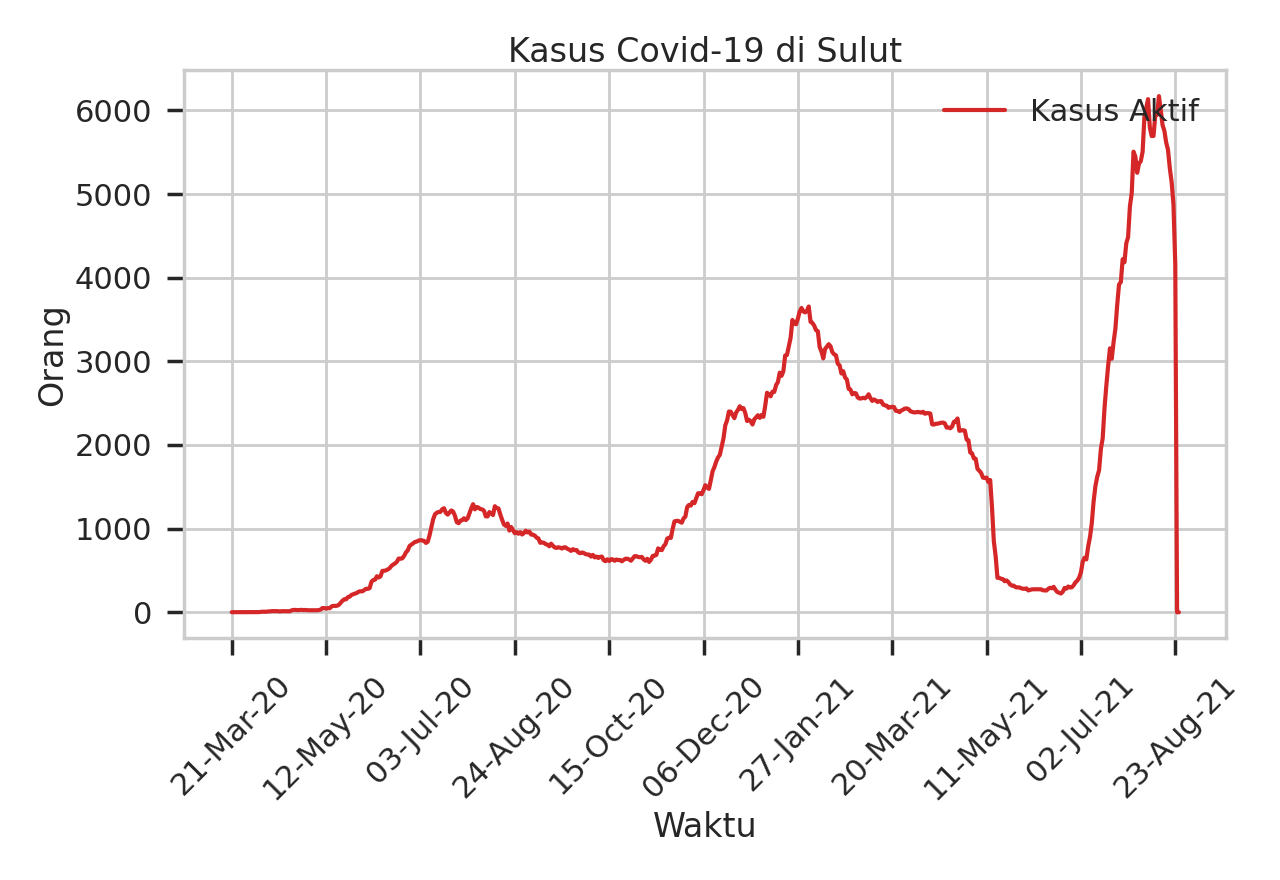 Kasus Covid-19 di Sulut
Kasus Aktif
6000
5000
4000
3000
2000
1000
0
Orang
21-Mar-20
12-May-20
03-Jul-20
24-Aug-20
15-Oct-20
06-Dec-20
27-Jan-21
20-Mar-21
11-May-21
02-Jul-21
23-Aug-21
Waktu